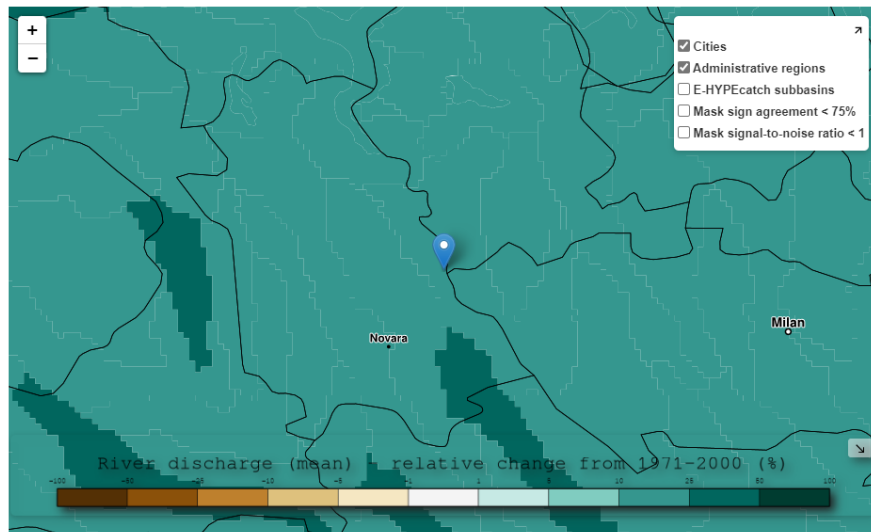 +
−
Cities
Administrative regions
E-HYPEcatch subbasins
Mask sign agreement < 75%
Mask signal-to-noise ratio < 1
Novara
Milan
River discharge (mean) - relative change from 1971-2000 (%)
-100 -50 -25 -10 -5 -1 1 5 10 25 50 100